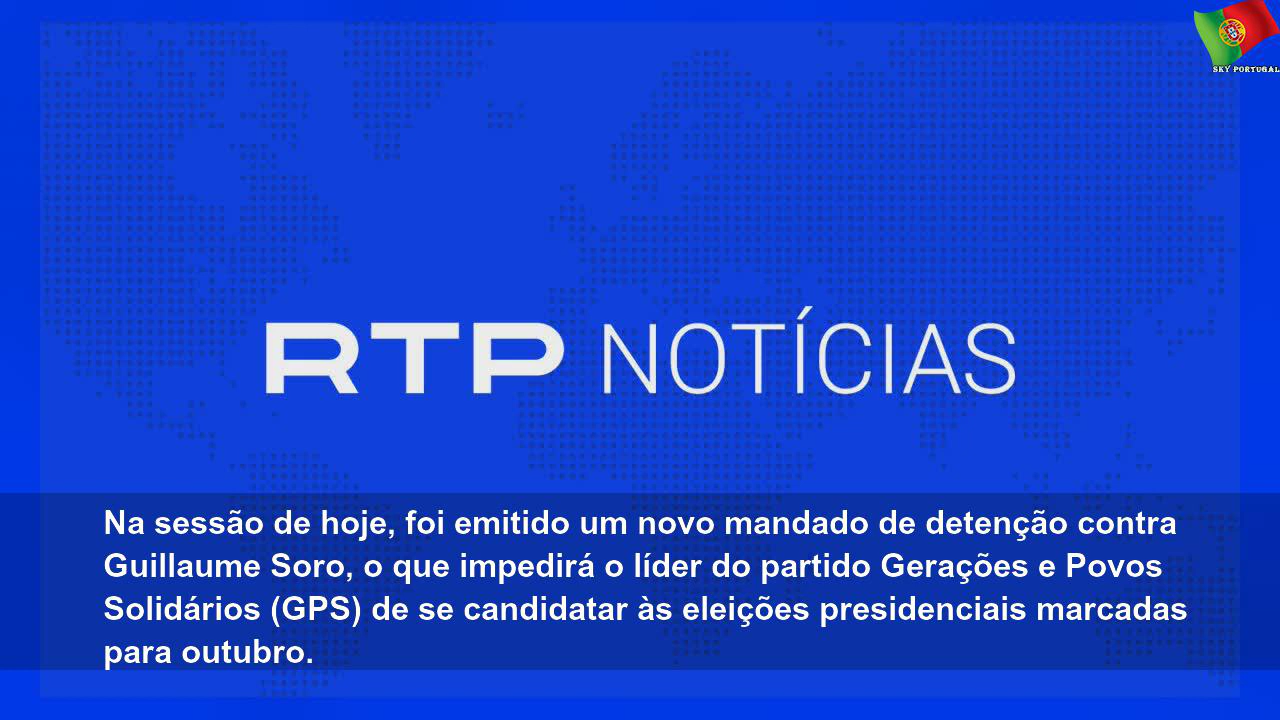 SKY PORTUGAL
RTP NOTÍCIAS
Na sessão de hoje, foi emitido um novo mandado de detenção contra
Guillaume Soro, o que impedirá o líder do partido Gerações e Povos
Solidários (GPS) de se candidatar às eleições presidenciais marcadas
para outubro.